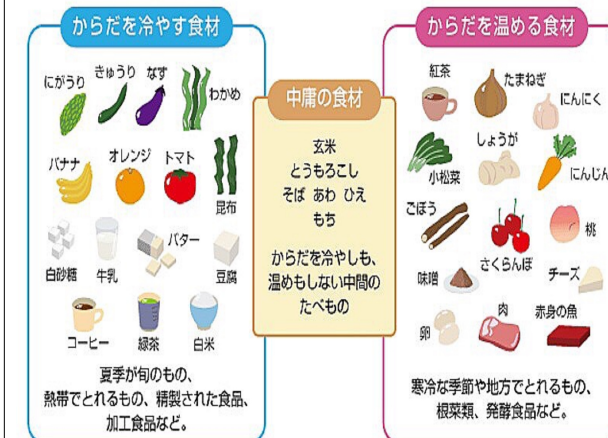 からだを冷やす食材
にがうり
きゅうり
なす
わかめ
バナナ
オレンジ
トマト
昆布
白砂糖
牛乳
バター
豆腐
コーヒー
緑茶
白米
夏季が旬のもの、
熱帯でとれるもの、精製された食品、
加工食品など。
中庸の食材
玄米
とうもろこし
そば あわ ひえ
もち
からだを冷やしも、
温めもしない中間の
たべもの
からだを温める食材
紅茶
たまねぎ
にんにく
小松菜
しょうが
にんじん
ごぼう
さくらんぼ
桃
味噌
チーズ
卵
肉
赤身の魚
寒冷な季節や地方でとれるもの、
根菜類、発酵食品など。